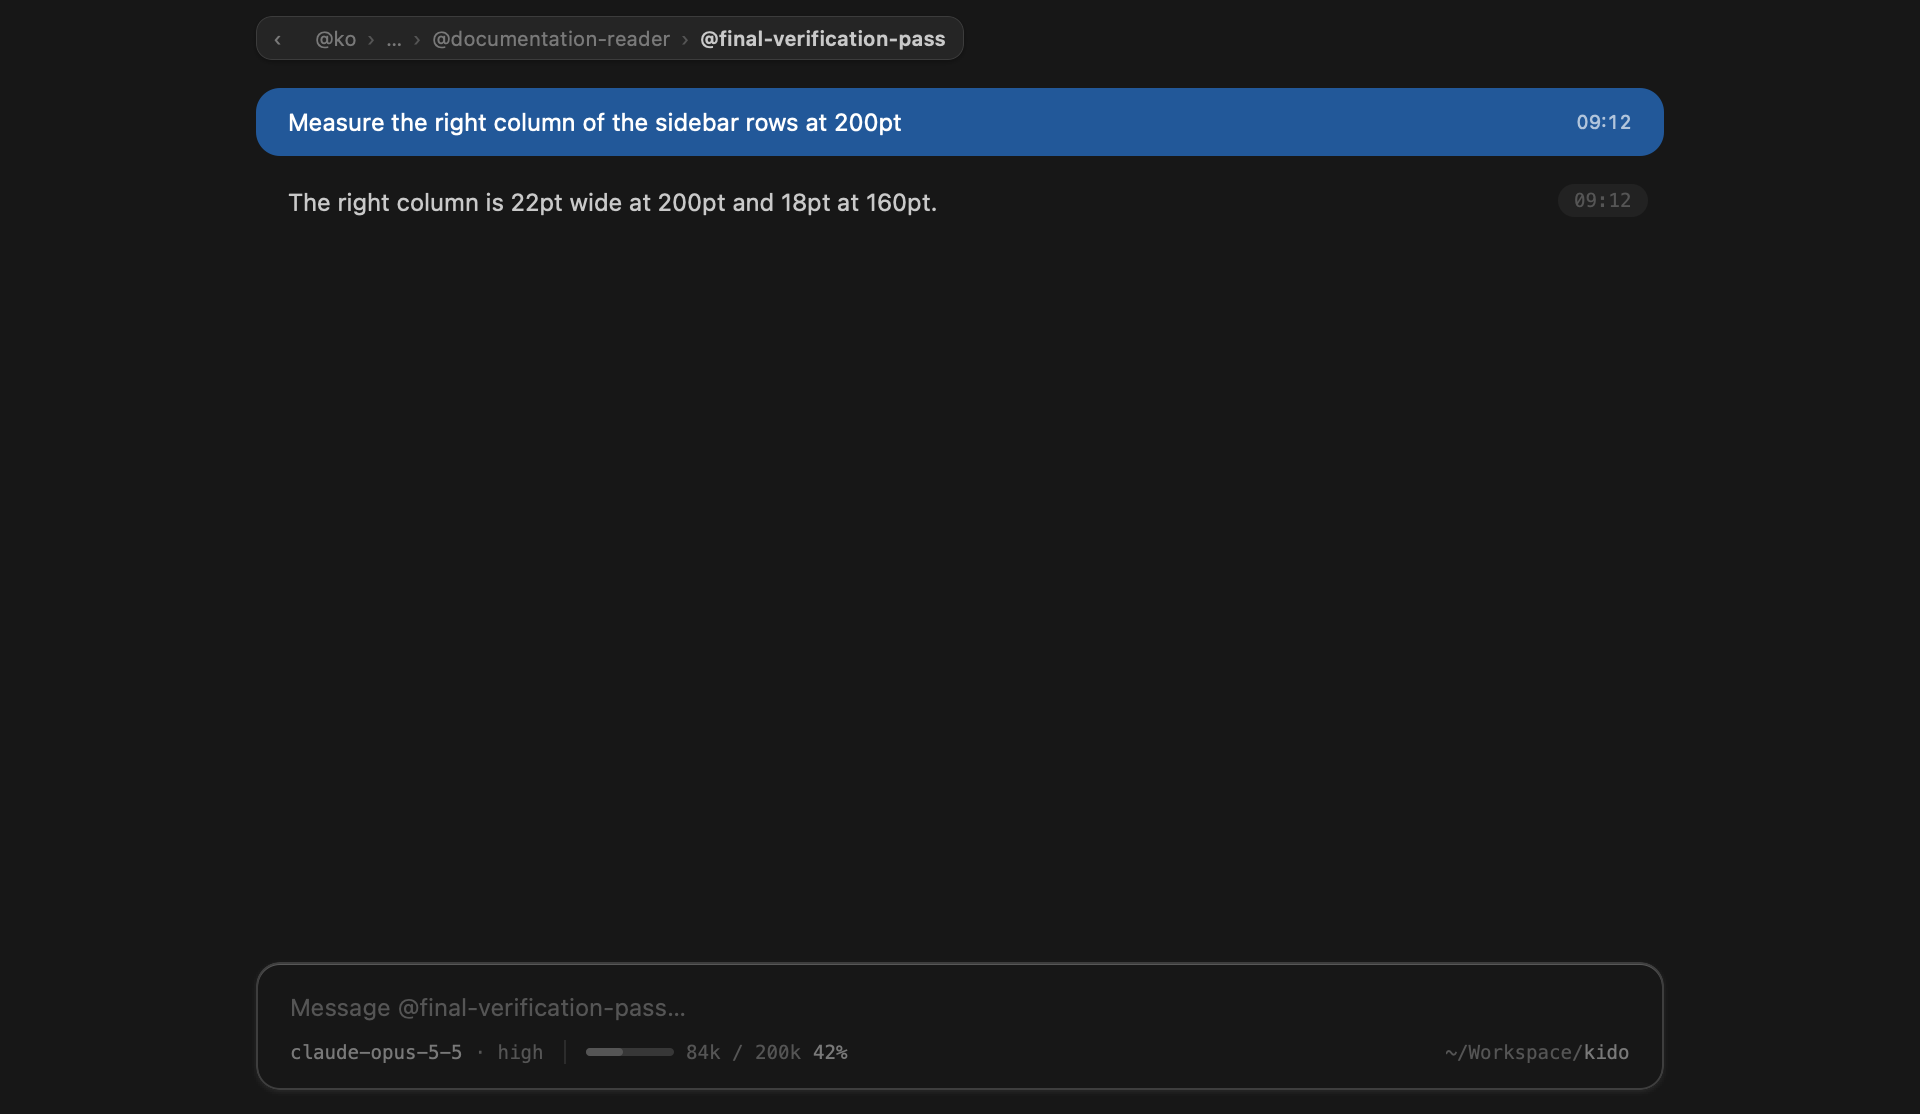 ‹ @ko › ... › @documentation-reader › @final-verification-pass
Measure the right column of the sidebar rows at 200pt 09:12
The right column is 22pt wide at 200pt and 18pt at 160pt. 09:12
Message @final-verification-pass...
claude-opus-5-5 · high 84k / 200k 42% ~/Workspace/kido